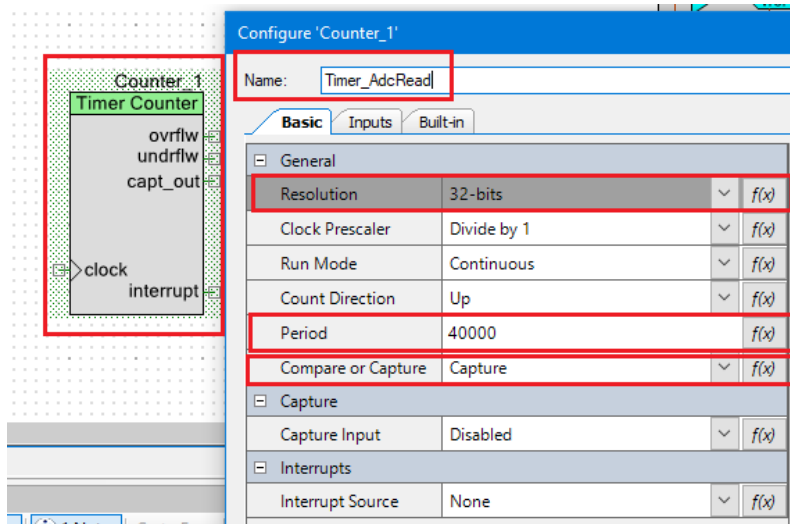 Configure 'Counter_1'
Name: Timer_AdcRead
Basic Inputs Built-in
General
Resolution 32-bits f(x)
Clock Prescaler Divide by 1 f(x)
Run Mode Continuous f(x)
Count Direction Up f(x)
Period 40000 f(x)
Compare or Capture Capture f(x)
Capture
Capture Input Disabled f(x)
Interrupts
Interrupt Source None f(x)
Counter_1
Timer Counter
ovrflw
undrflw
capt_out
clock
interrupt